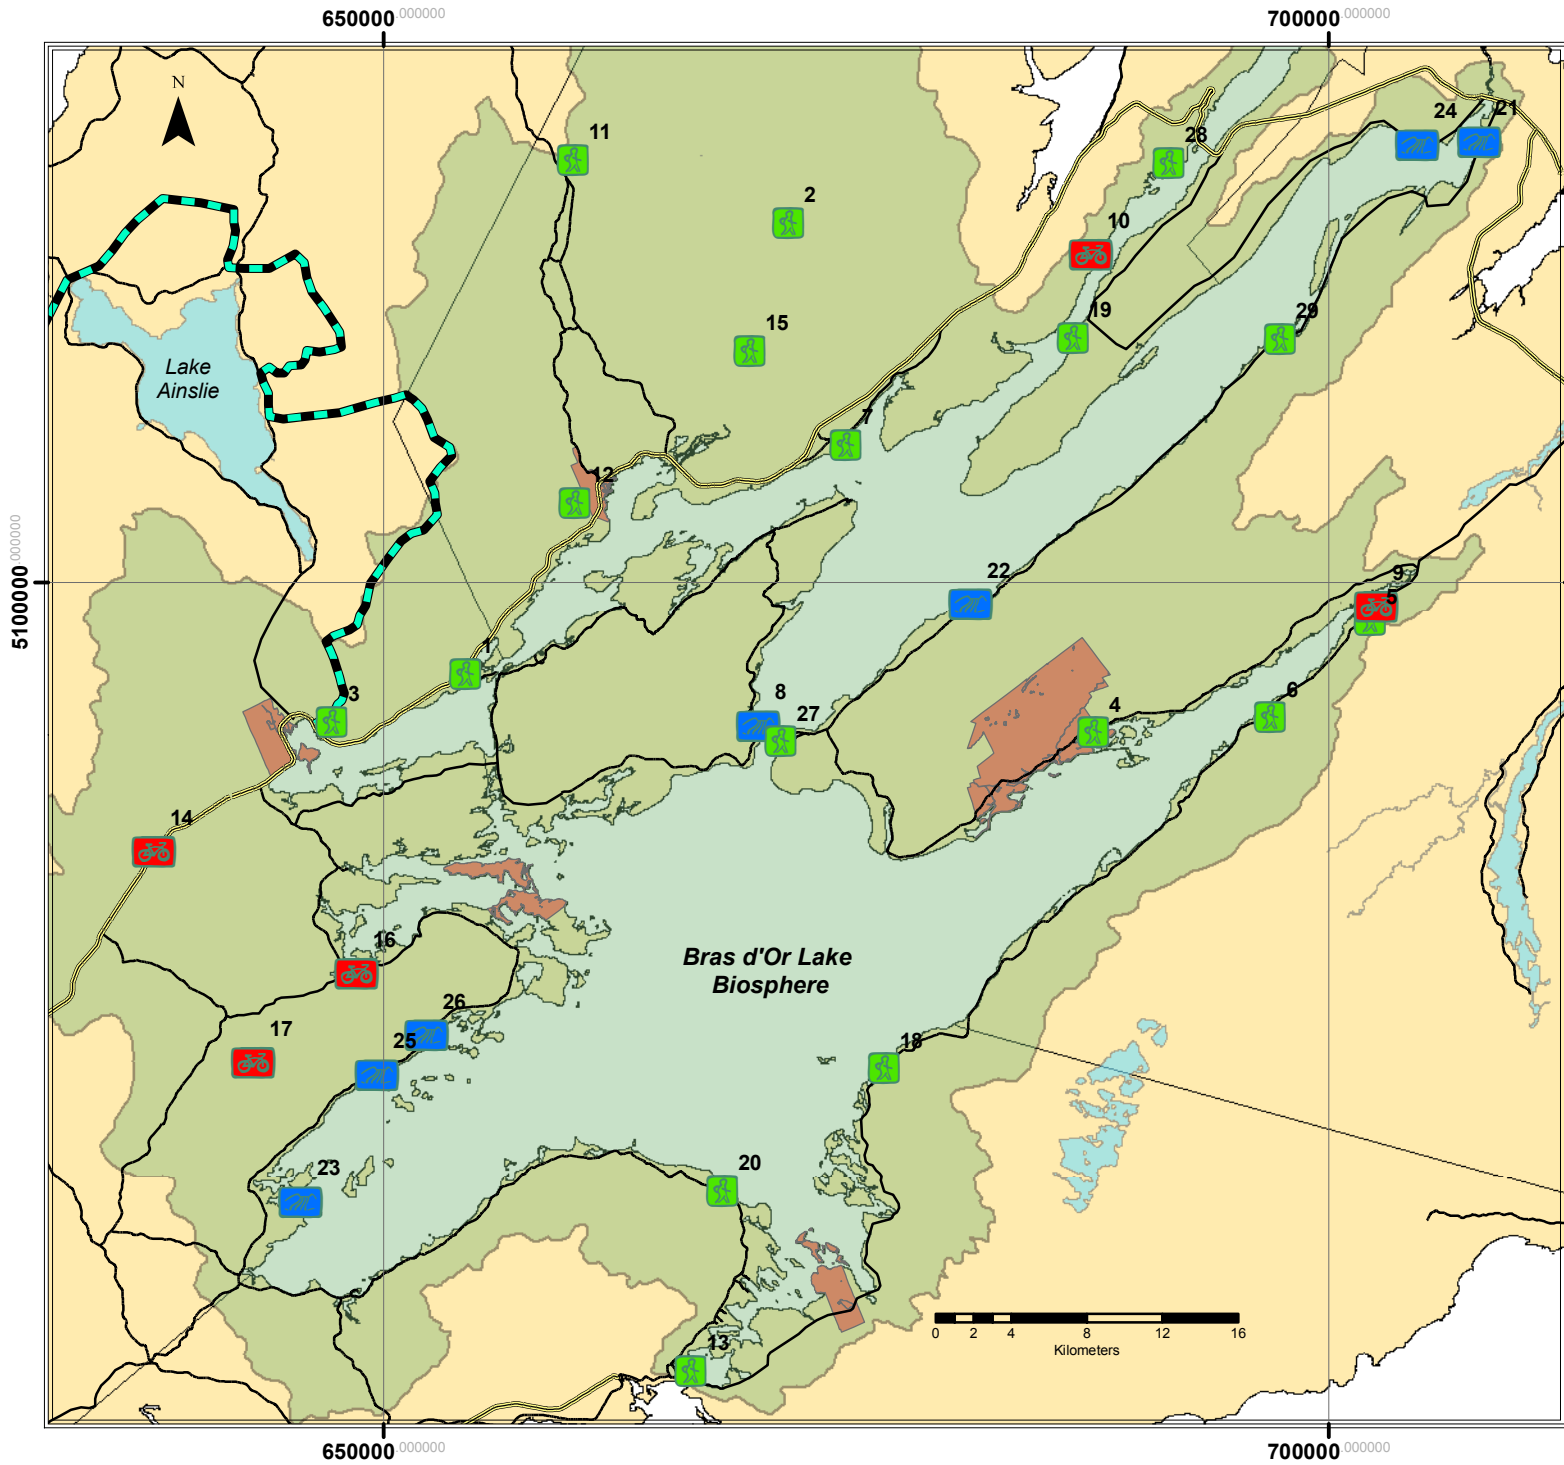 650000.000000 700000.000000
N
24 21
11 28
2
10
19 29
15
Lake
Ainslie
7
12
5100000.000000
22 9
5
1
3 8 27 4 6
14
16
Bras d'Or Lake
Biosphere
26
17 25
18
23 20
13
0 2 4 8 12 16
Kilometers
650000.000000 700000.000000